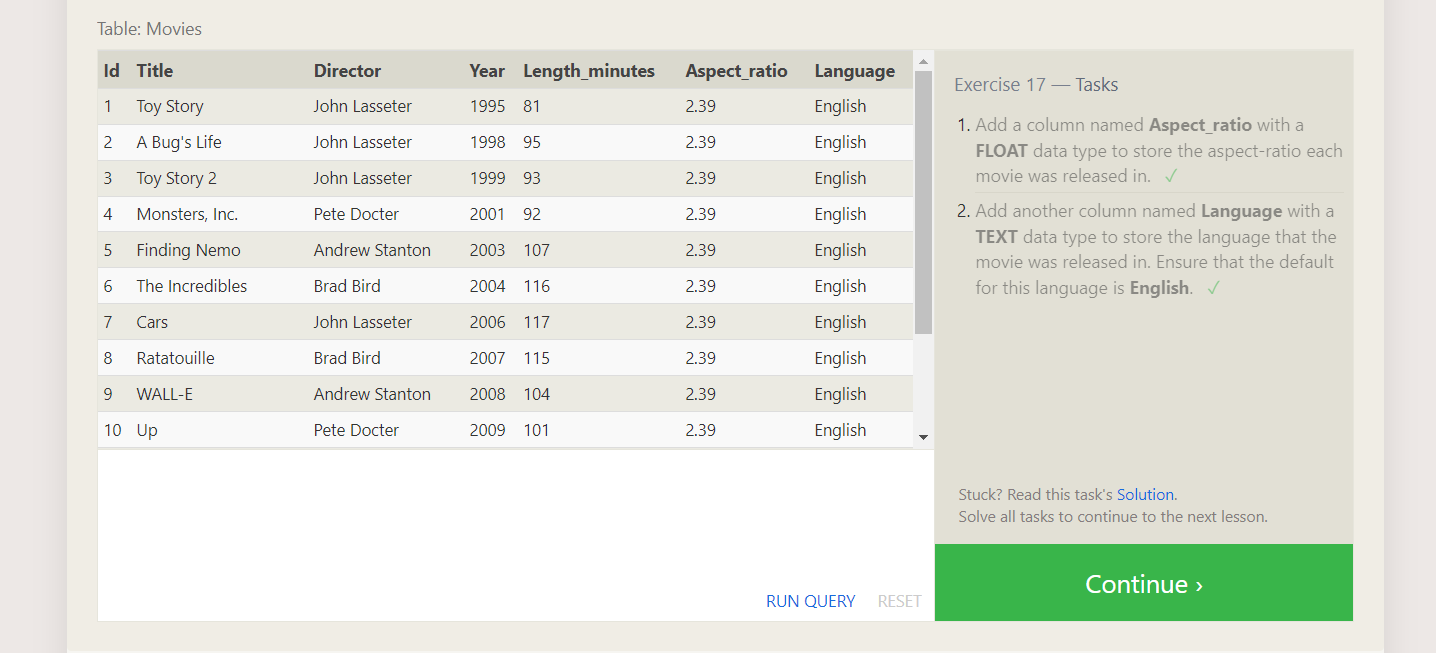 Table: Movies
Id Title Director Year Length_minutes Aspect_ratio Language
1 Toy Story John Lasseter 1995 81 2.39 English
2 A Bug's Life John Lasseter 1998 95 2.39 English
3 Toy Story 2 John Lasseter 1999 93 2.39 English
4 Monsters, Inc. Pete Docter 2001 92 2.39 English
5 Finding Nemo Andrew Stanton 2003 107 2.39 English
6 The Incredibles Brad Bird 2004 116 2.39 English
7 Cars John Lasseter 2006 117 2.39 English
8 Ratatouille Brad Bird 2007 115 2.39 English
9 WALL-E Andrew Stanton 2008 104 2.39 English
10 Up Pete Docter 2009 101 2.39 English
RUN QUERY RESET
Exercise 17 — Tasks
1. Add a column named Aspect_ratio with a
FLOAT data type to store the aspect-ratio each
movie was released in. ✓
2. Add another column named Language with a
TEXT data type to store the language that the
movie was released in. Ensure that the default
for this language is English. ✓
Stuck? Read this task's Solution.
Solve all tasks to continue to the next lesson.
Continue ›